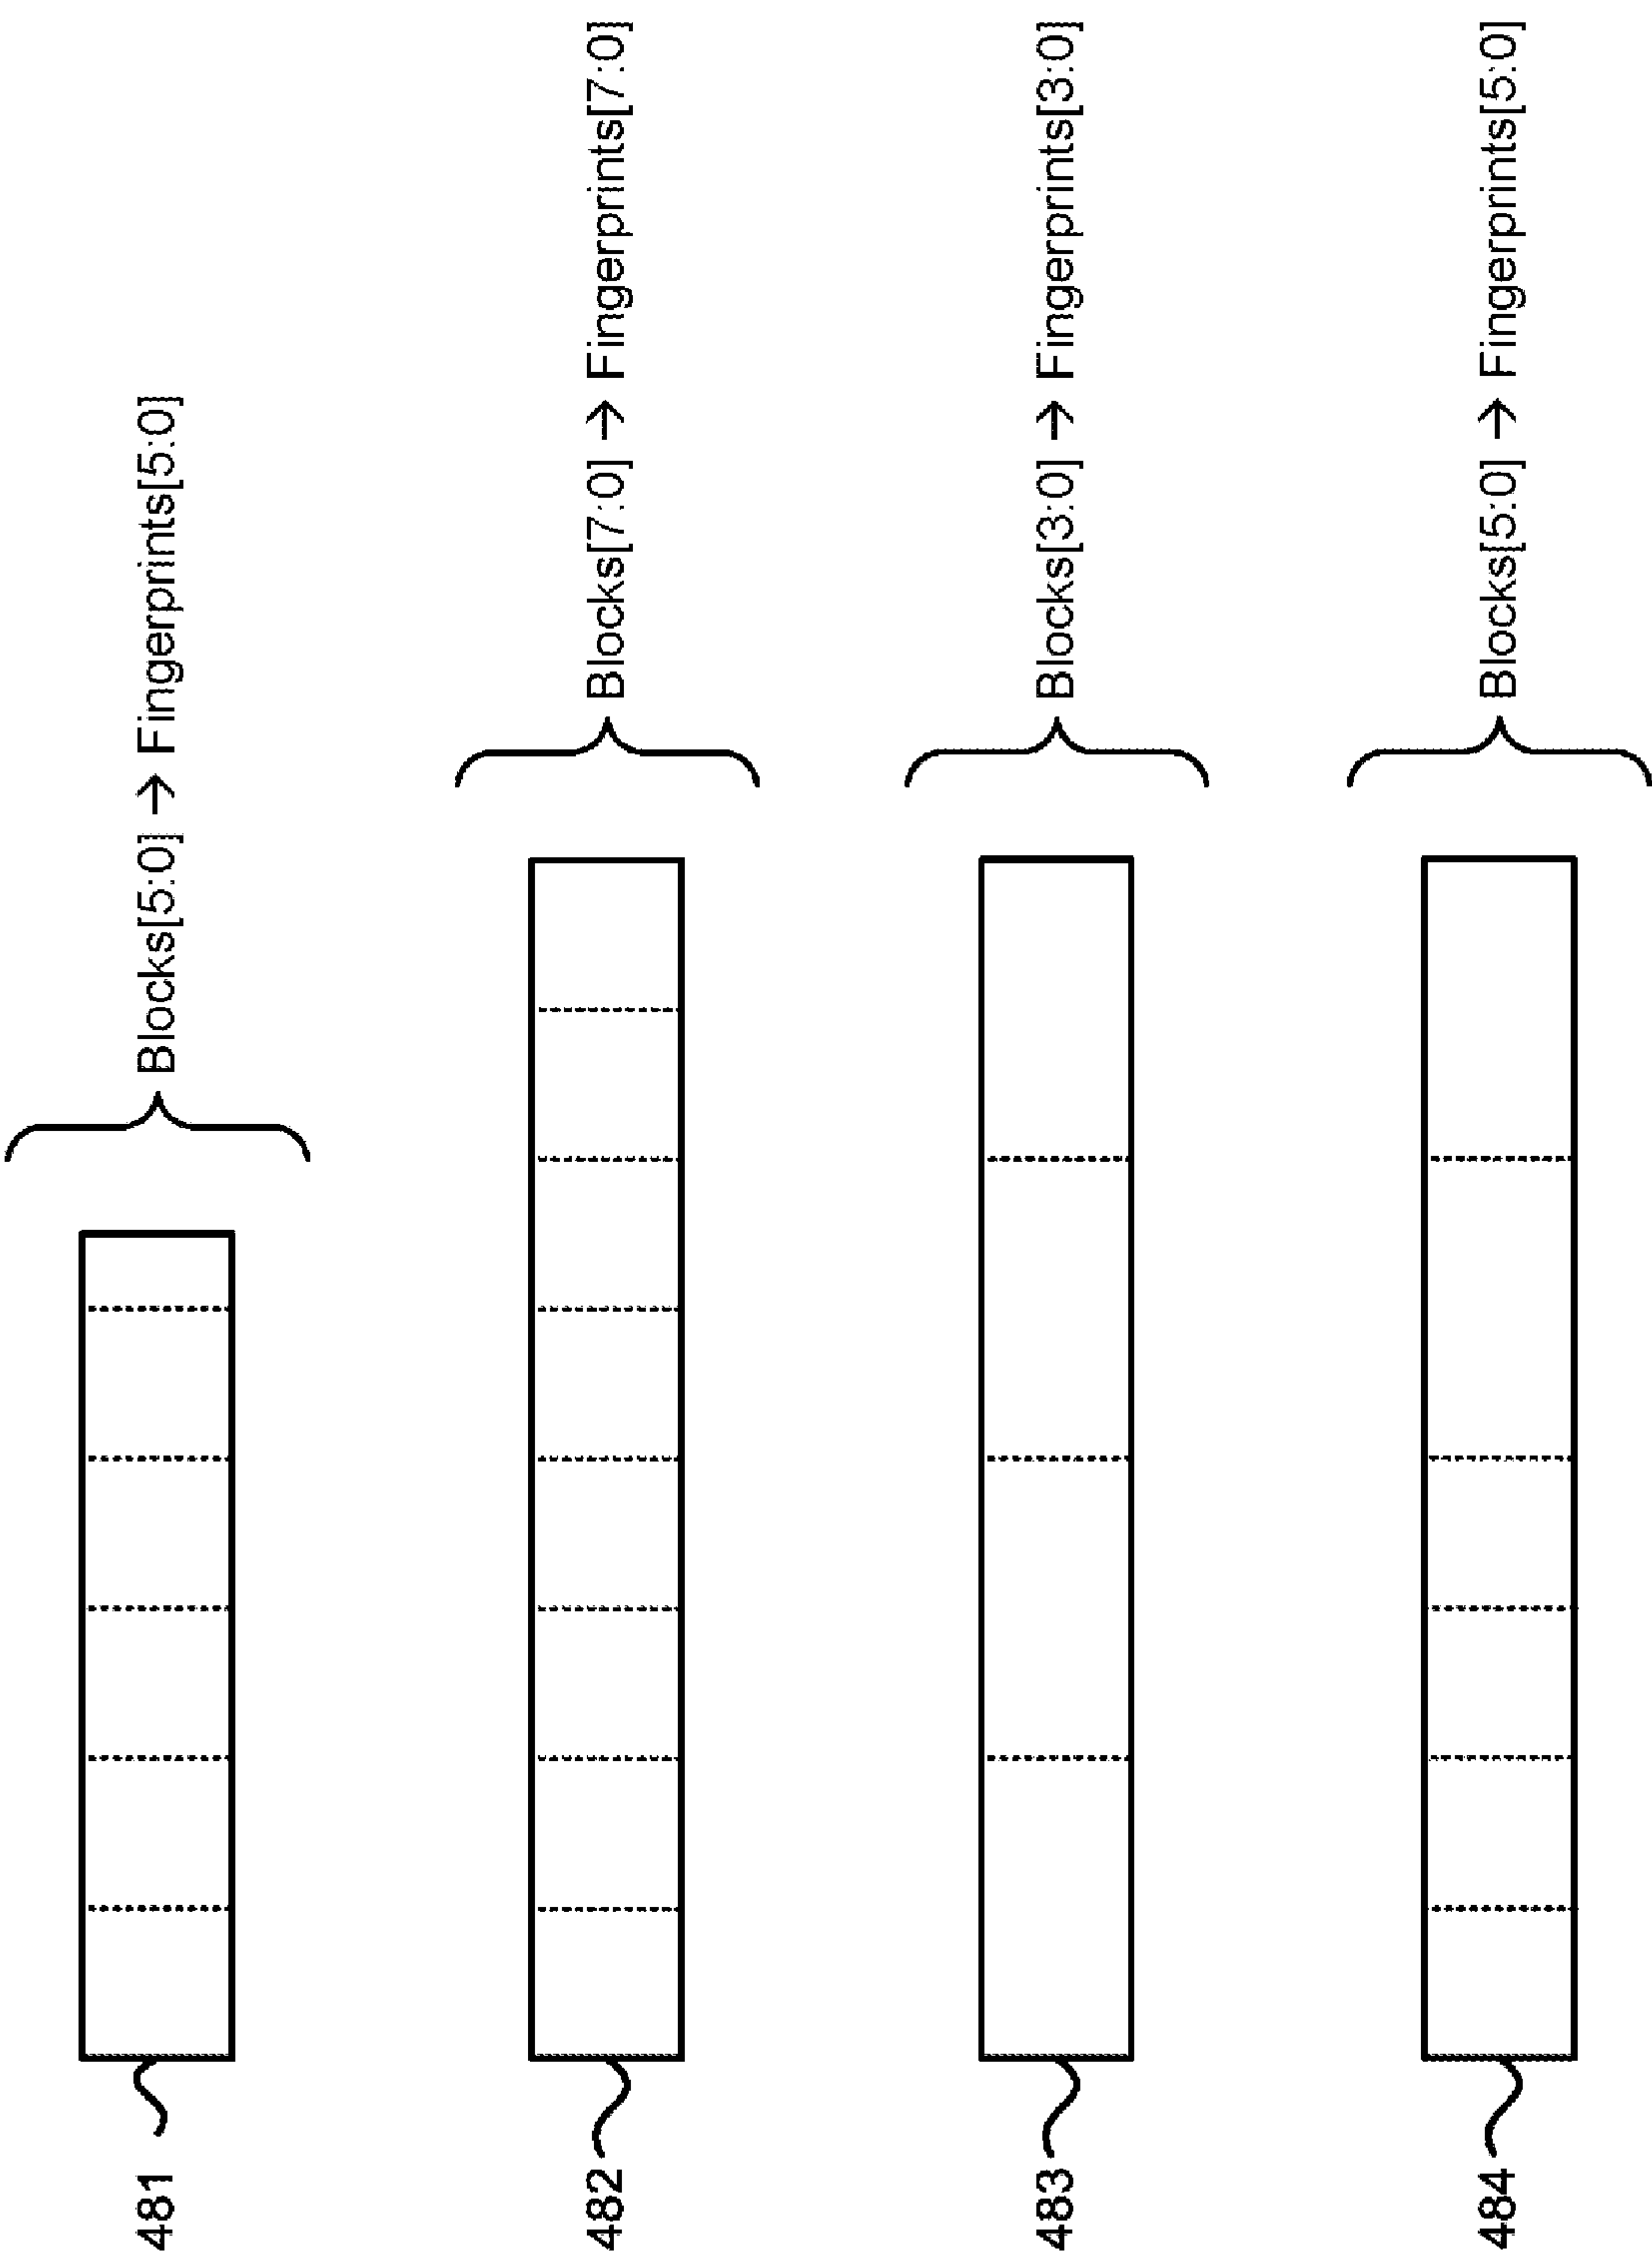 481 Blocks[5:0] → Fingerprints[5:0]
482 Blocks[7:0] → Fingerprints[7:0]
483 Blocks[3:0] → Fingerprints[3:0]
484 Blocks[5:0] → Fingerprints[5:0]